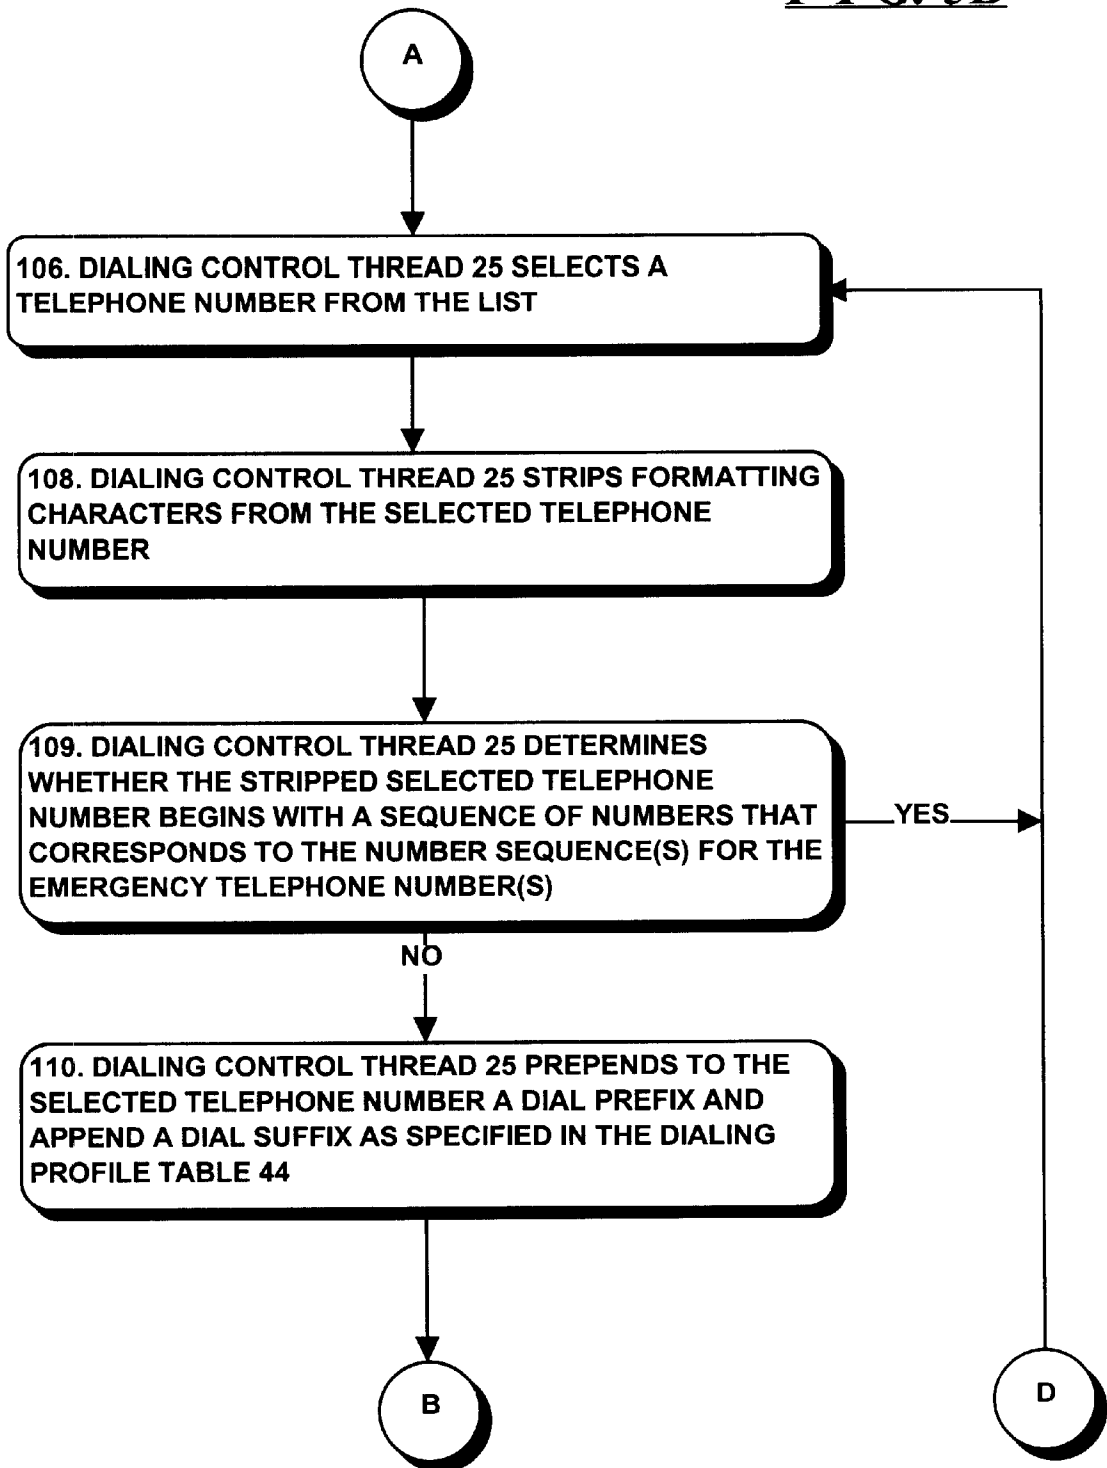 A
106. DIALING CONTROL THREAD 25 SELECTS A
TELEPHONE NUMBER FROM THE LIST
108. DIALING CONTROL THREAD 25 STRIPS FORMATTING
CHARACTERS FROM THE SELECTED TELEPHONE
NUMBER
109. DIALING CONTROL THREAD 25 DETERMINES
WHETHER THE STRIPPED SELECTED TELEPHONE
NUMBER BEGINS WITH A SEQUENCE OF NUMBERS THAT
CORRESPONDS TO THE NUMBER SEQUENCE(S) FOR THE
EMERGENCY TELEPHONE NUMBER(S)
YES
NO
110. DIALING CONTROL THREAD 25 PREPENDS TO THE
SELECTED TELEPHONE NUMBER A DIAL PREFIX AND
APPEND A DIAL SUFFIX AS SPECIFIED IN THE DIALING
PROFILE TABLE 44
B
D